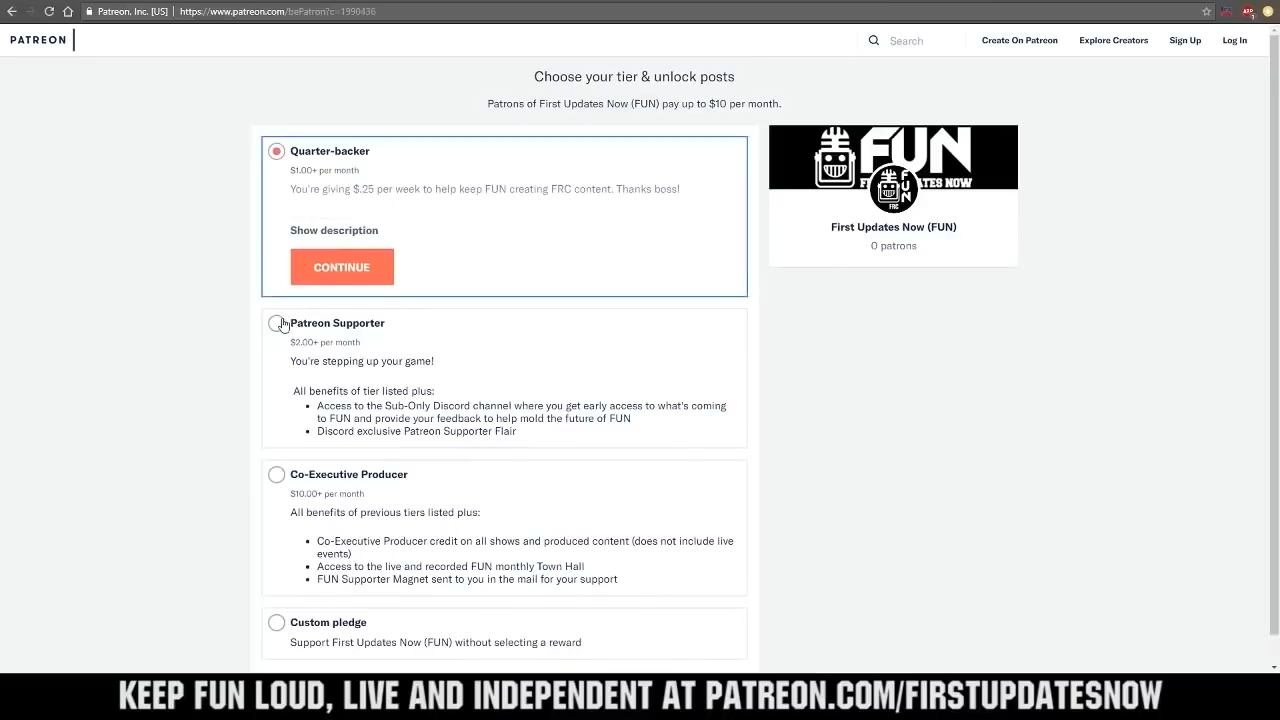 Patreon, Inc. [US] | https://www.patreon.com/bePatron?c=1990436
PATREON
Search
Create On Patreon
Explore Creators
Sign Up
Log In
Choose your tier & unlock posts
Patrons of First Updates Now (FUN) pay up to $10 per month.
Quarter-backer
$1.00+ per month
You're giving $.25 per week to help keep FUN creating FRC content. Thanks boss!
Show description
CONTINUE
FUN
FUN
FRC
First Updates Now (FUN)
0 patrons
Patreon Supporter
$2.00+ per month
You're stepping up your game!
All benefits of tier listed plus:
• Access to the Sub-Only Discord channel where you get early access to what's coming
to FUN and provide your feedback to help mold the future of FUN
• Discord exclusive Patreon Supporter Flair
Co-Executive Producer
$10.00+ per month
All benefits of previous tiers listed plus:
• Co-Executive Producer credit on all shows and produced content (does not include live
events)
• Access to the live and recorded FUN monthly Town Hall
• FUN Supporter Magnet sent to you in the mail for your support
Custom pledge
Support First Updates Now (FUN) without selecting a reward
KEEP FUN LOUD, LIVE AND INDEPENDENT AT PATREON.COM/FIRSTUPDATESNOW